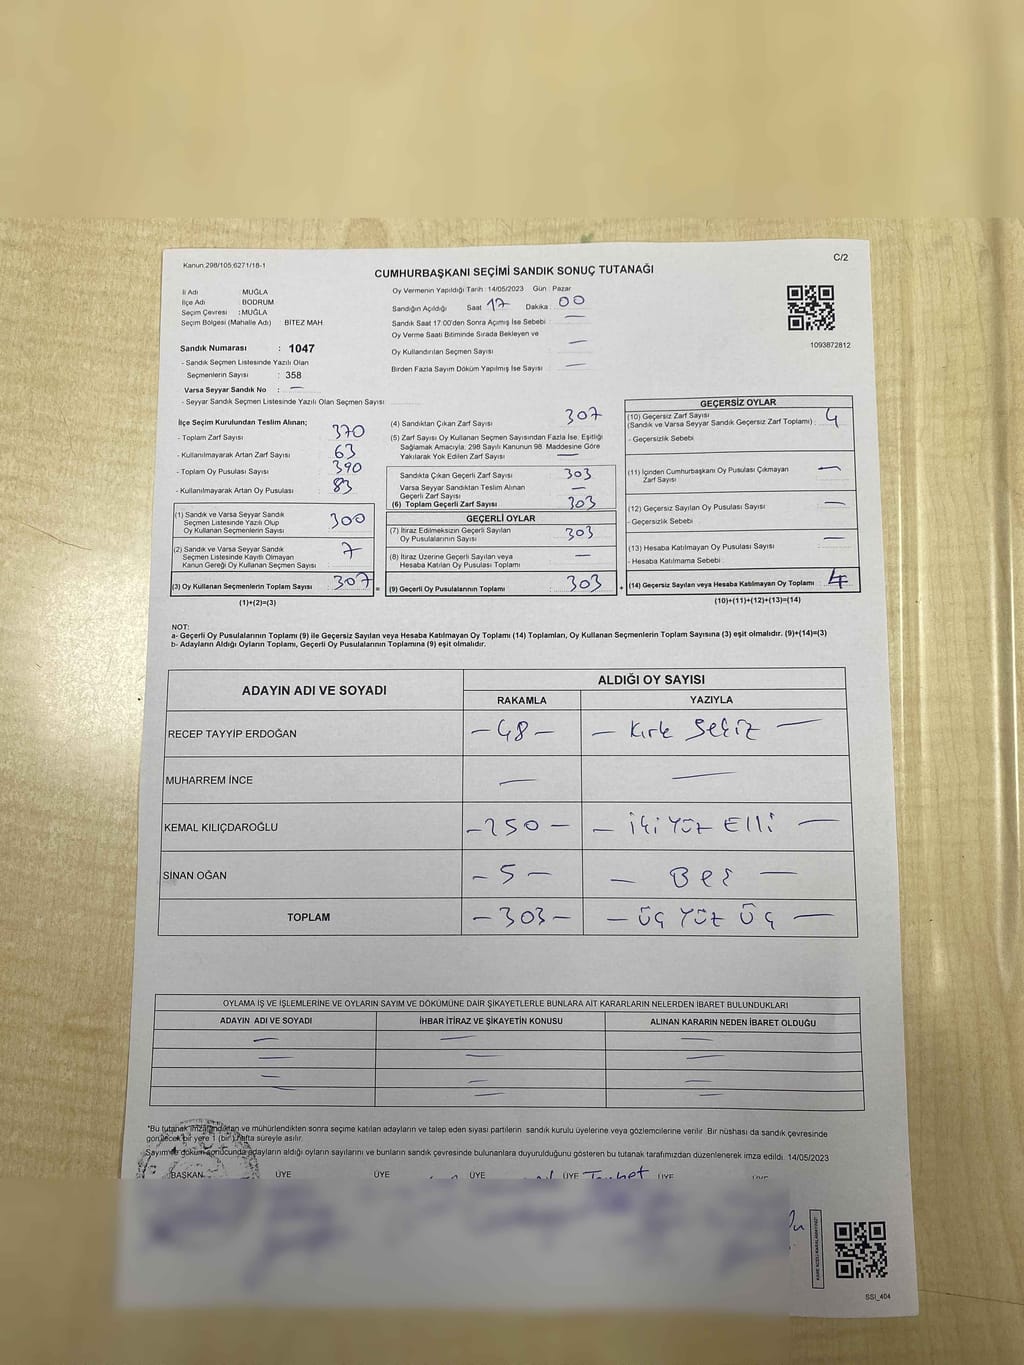 Kanun 298/105 6271/18-1
C/2
CUMHURBAŞKANI SEÇİMİ SANDIK SONUÇ TUTANAĞI
İl Adı MUĞLA
İlçe Adı : BODRUM
Seçim Çevresi : MUĞLA
Seçim Bölgesi (Mahalle Adı) BİTEZ MAH.
Sandık Numarası : 1047
- Sandık Seçmen Listesinde Yazılı Olan
Seçmenlerin Sayısı : 358
Varsa Seyyar Sandık No : —
- Seyyar Sandık Seçmen Listesinde Yazılı Olan Seçmen Sayısı
Oy Vermenin Yapıldığı Tarih : 14/05/2023 Gün : Pazar
Sandığın Açıldığı Saat 17 Dakika : 00
Sandık Saat 17:00'den Sonra Açımış İse Sebebi : —
Oy Verme Saati Bitiminde Sırada Bekleyen ve
Oy Kullandırılan Seçmen Sayısı —
Birden Fazla Sayım Döküm Yapılmış İse Sayısı —
1093872812
İlçe Seçim Kurulundan Teslim Alınan;
- Toplam Zarf Sayısı : 370
- Kullanılmayarak Artan Zarf Sayısı : 63
- Toplam Oy Pusulası Sayısı : 390
- Kullanılmayarak Artan Oy Pusulası : 83
(1) Sandık ve Varsa Seyyar Sandık
Seçmen Listesinde Yazılı Olup
Oy Kullanan Seçmenlerin Sayısı 300
(2) Sandık ve Varsa Seyyar Sandık
Seçmen Listesinde Kayıtlı Olmayan
Kanun Gereği Oy Kullanan Seçmen Sayısı 7
(3) Oy Kullanan Seçmenlerin Toplam Sayısı 307
(1)+(2)=(3)
(4) Sandıktan Çıkan Zarf Sayısı 307
(5) Zarf Sayısı Oy Kullanan Seçmen Sayısından Fazla İse, Eşitliği
Sağlamak Amacıyla; 298 Sayılı Kanunun 98. Maddesine Göre
Yakılarak Yok Edilen Zarf Sayısı —
Sandıkta Çıkan Geçerli Zarf Sayısı 303
Varsa Seyyar Sandıktan Teslim Alınan
Geçerli Zarf Sayısı —
(6) Toplam Geçerli Zarf Sayısı 303
GEÇERLİ OYLAR
(7) İtiraz Edilmeksizin Geçerli Sayılan
Oy Pusulalarının Sayısı 303
(8) İtiraz Üzerine Geçerli Sayılan veya
Hesaba Katılan Oy Pusulası Toplamı —
= (9) Geçerli Oy Pusulalarının Toplamı 303
GEÇERSİZ OYLAR
(10) Geçersiz Zarf Sayısı
(Sandık ve Varsa Seyyar Sandık Geçersiz Zarf Toplamı) : 4
- Geçersizlik Sebebi
(11) İçinden Cumhurbaşkanı Oy Pusulası Çıkmayan
Zarf Sayısı —
(12) Geçersiz Sayılan Oy Pusulası Sayısı —
- Geçersizlik Sebebi
(13) Hesaba Katılmayan Oy Pusulası Sayısı —
- Hesaba Katılmama Sebebi
+ (14) Geçersiz Sayılan veya Hesaba Katılmayan Oy Toplamı 4
(10)+(11)+(12)+(13)=(14)
NOT:
a- Geçerli Oy Pusulalarının Toplamı (9) ile Geçersiz Sayılan veya Hesaba Katılmayan Oy Toplamı (14) Toplamları, Oy Kullanan Seçmenlerin Toplam Sayısına (3) eşit olmalıdır. (9)+(14)=(3)
b- Adayların Aldığı Oyların Toplamı, Geçerli Oy Pusulalarının Toplamına (9) eşit olmalıdır.
ADAYIN ADI VE SOYADI
ALDIĞI OY SAYISI
RAKAMLA YAZIYLA
RECEP TAYYİP ERDOĞAN —48— — Kırk Sekiz —
MUHARREM İNCE — —
KEMAL KILIÇDAROĞLU —250— — İki Yüz Elli —
SİNAN OĞAN —5— — Beş —
TOPLAM —303— — Üç Yüz Üç —
OYLAMA İŞ VE İŞLEMLERİNE VE OYLARIN SAYIM VE DÖKÜMÜNE DAİR ŞİKAYETLERLE BUNLARA AİT KARARLARIN NELERDEN İBARET BULUNDUKLARI
ADAYIN ADI VE SOYADI İHBAR İTİRAZ VE ŞİKAYETİN KONUSU ALINAN KARARIN NEDEN İBARET OLDUĞU
— — —
— — —
— — —
— — —
*Bu tutanak imzalandıktan ve mühürlendikten sonra seçime katılan adayların ve talep eden siyasi partilerin sandık kurulu üyelerine veya gözlemcilerine verilir. Bir nüshası da sandık çevresinde
görülecek bir yere 1 (bir) hafta süreyle asılır.
Sayım ve döküm sonucunda adayların aldığı oyların sayılarını ve bunların sandık çevresinde bulunanlara duyurulduğunu gösteren bu tutanak tarafımızdan düzenlenerek imza edildi. 14/05/2023
BAŞKAN ÜYE ÜYE ÜYE ÜYE ÜYE ÜYE
SSI_404